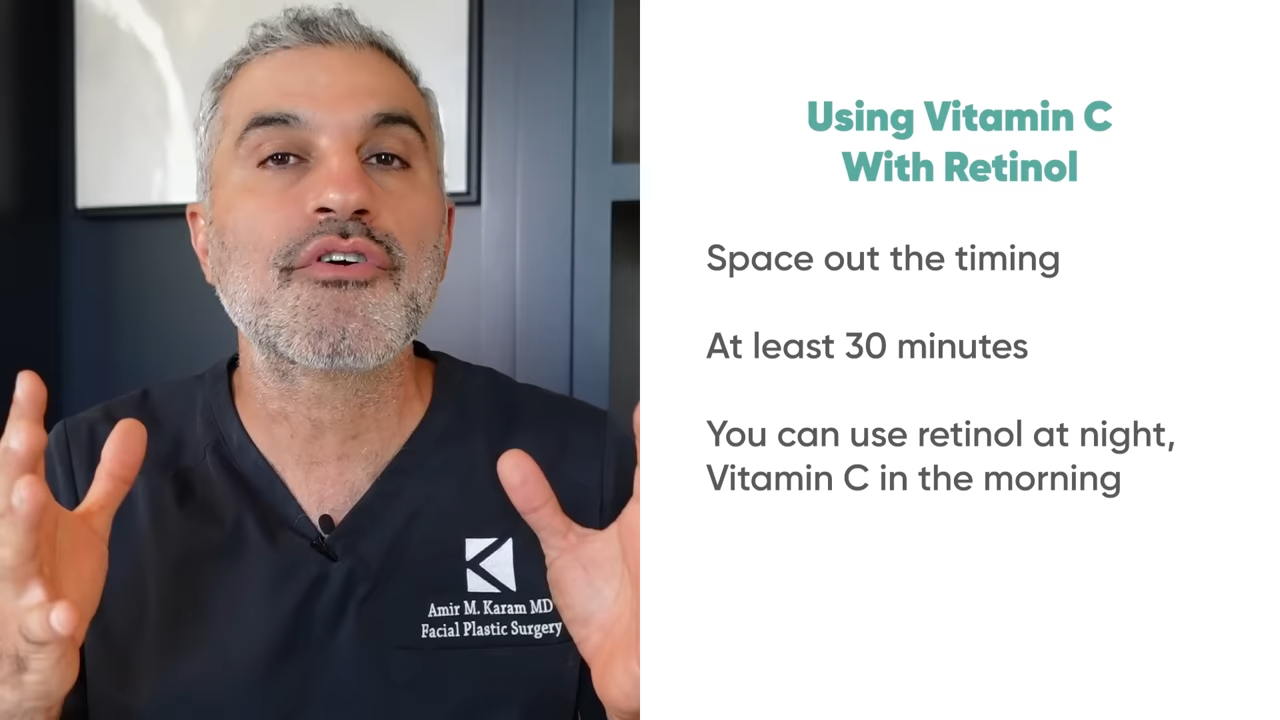 Using Vitamin C
With Retinol
Space out the timing
At least 30 minutes
You can use retinol at night,
Vitamin C in the morning
Amir M. Karam MD
Facial Plastic Surgery